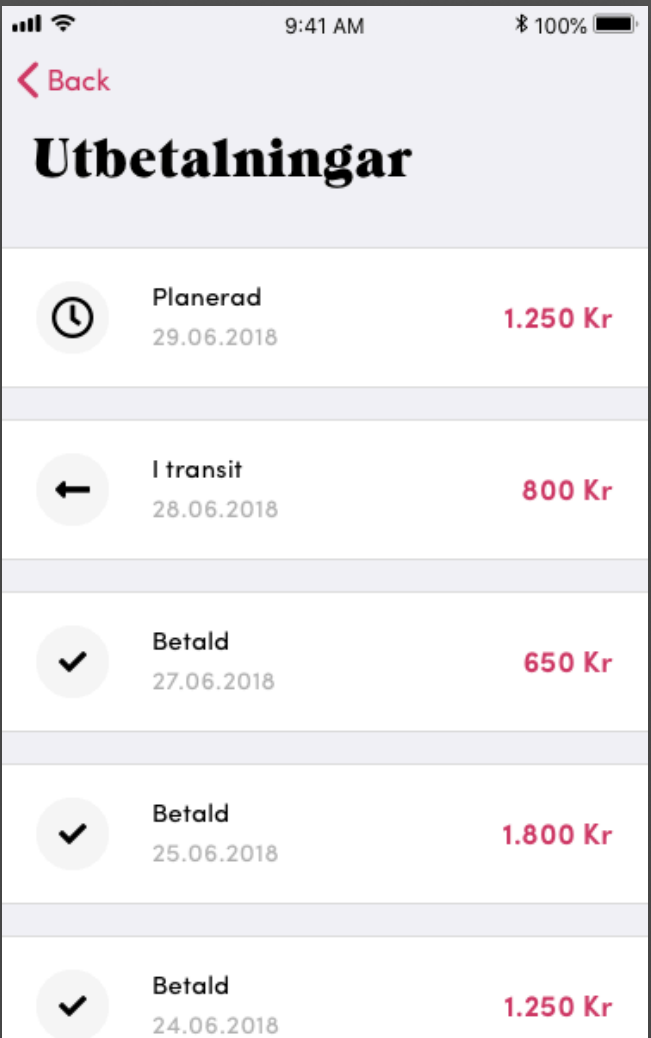 9:41 AM
100%
Back
Utbetalningar
Planerad
29.06.2018
1.250 Kr
I transit
28.06.2018
800 Kr
Betald
27.06.2018
650 Kr
Betald
25.06.2018
1.800 Kr
Betald
24.06.2018
1.250 Kr